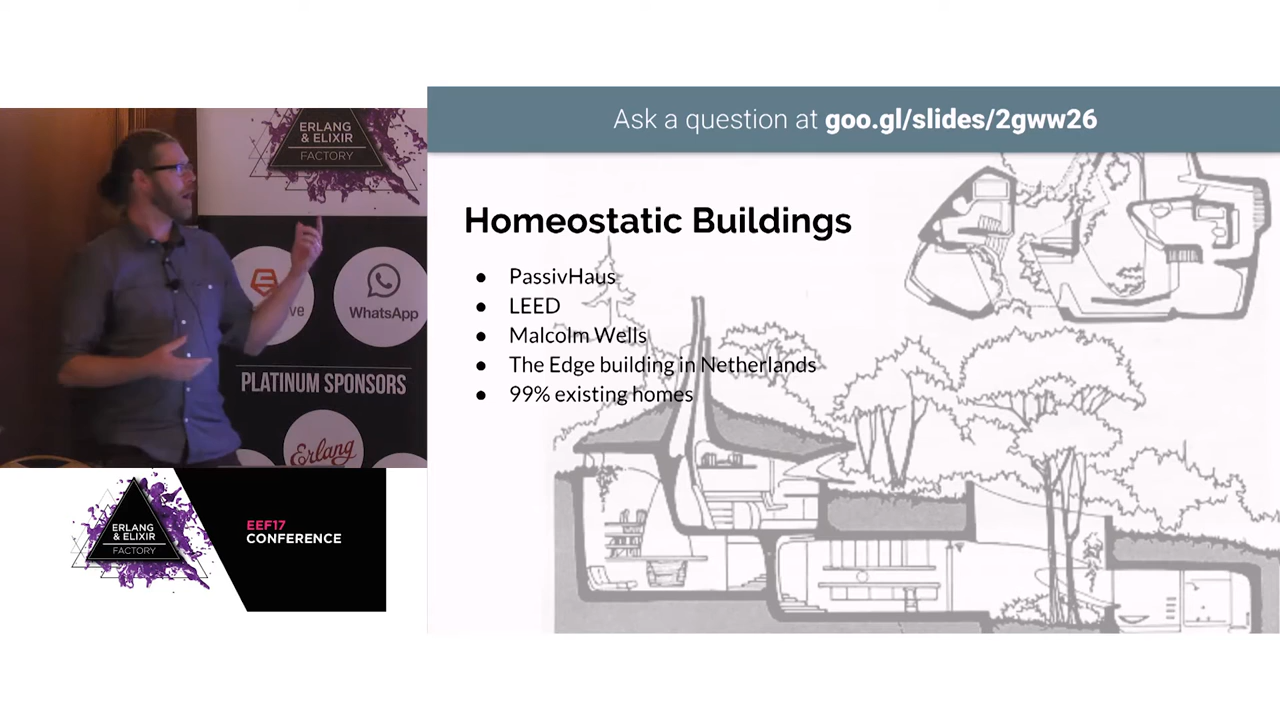 Ask a question at goo.gl/slides/2gww26
ERLANG
& ELIXIR
FACTORY
Homeostatic Buildings
● PassivHaus
● LEED
● Malcolm Wells
● The Edge building in Netherlands
● 99% existing homes
WhatsApp
PLATINUM SPONSORS
Erlang
ERLANG
& ELIXIR
FACTORY
EEF17
CONFERENCE